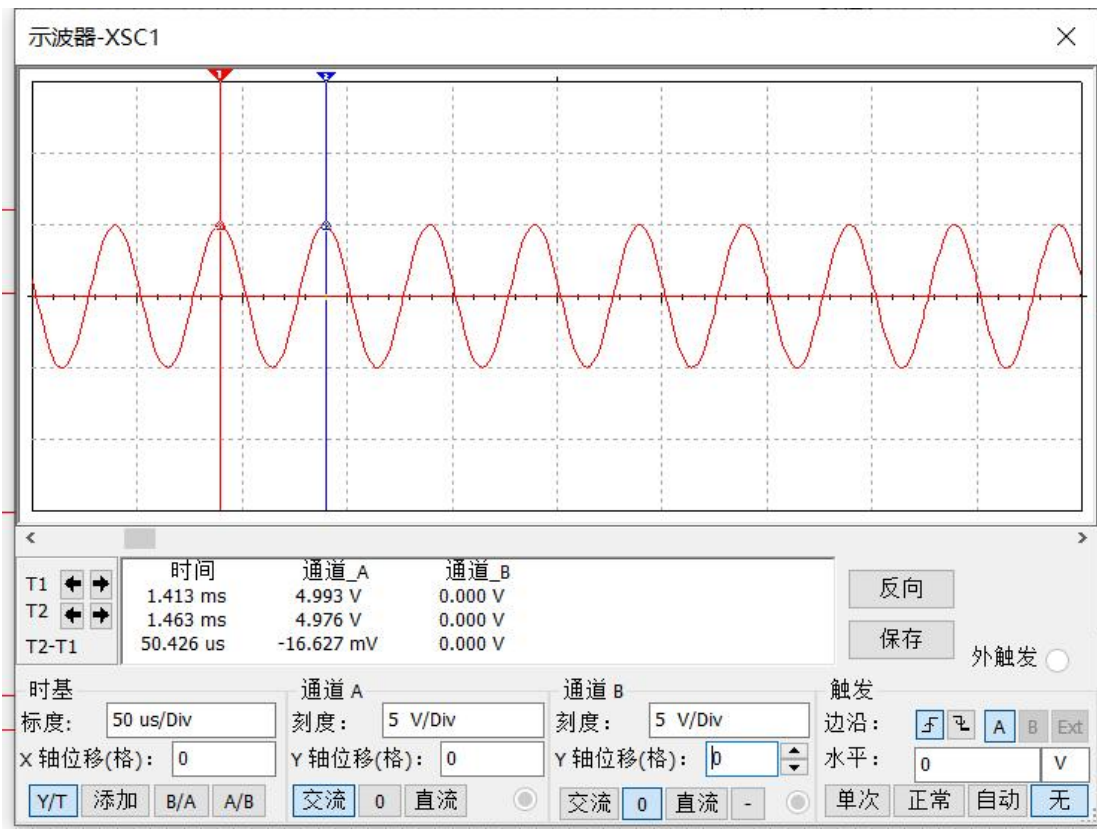 示波器-XSC1
1 2
时间 通道_A 通道_B
T1 1.413 ms 4.993 V 0.000 V
T2 1.463 ms 4.976 V 0.000 V
T2-T1 50.426 us -16.627 mV 0.000 V
反向
保存
外触发
时基 通道 A 通道 B 触发
标度: 50 us/Div 刻度: 5 V/Div 刻度: 5 V/Div 边沿: A B Ext
X 轴位移(格): 0 Y 轴位移(格): 0 Y 轴位移(格): 0 水平: 0 V
Y/T 添加 B/A A/B 交流 0 直流 交流 0 直流 - 单次 正常 自动 无